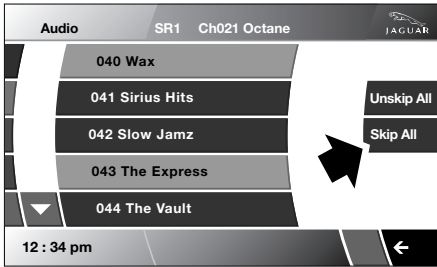 Audio SR1 Ch021 Octane JAGUAR
040 Wax
041 Sirius Hits Unskip All
042 Slow Jamz Skip All
043 The Express
044 The Vault
12 : 34 pm